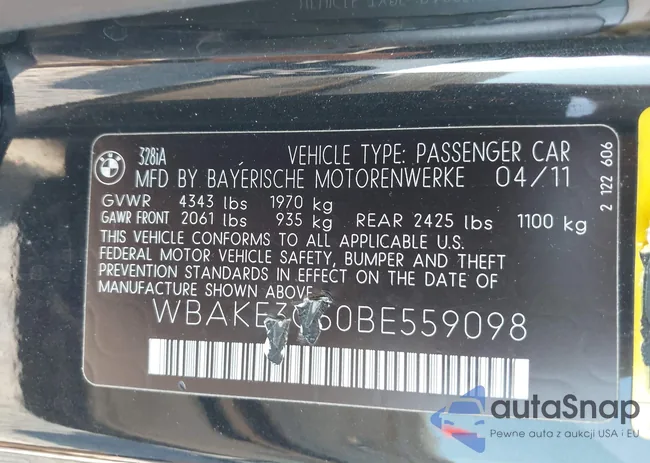 328iA
VEHICLE TYPE: PASSENGER CAR
MFD BY BAYERISCHE MOTORENWERKE 04/11
GVWR 4343 lbs 1970 kg
GAWR FRONT 2061 lbs 935 kg REAR 2425 lbs 1100 kg
THIS VEHICLE CONFORMS TO ALL APPLICABLE U.S.
FEDERAL MOTOR VEHICLE SAFETY, BUMPER AND THEFT
PREVENTION STANDARDS IN EFFECT ON THE DATE OF
MANUFACTURE SHOWN ABOVE
2 122 606
autaSnap
Pewne auta z aukcji USA i EU